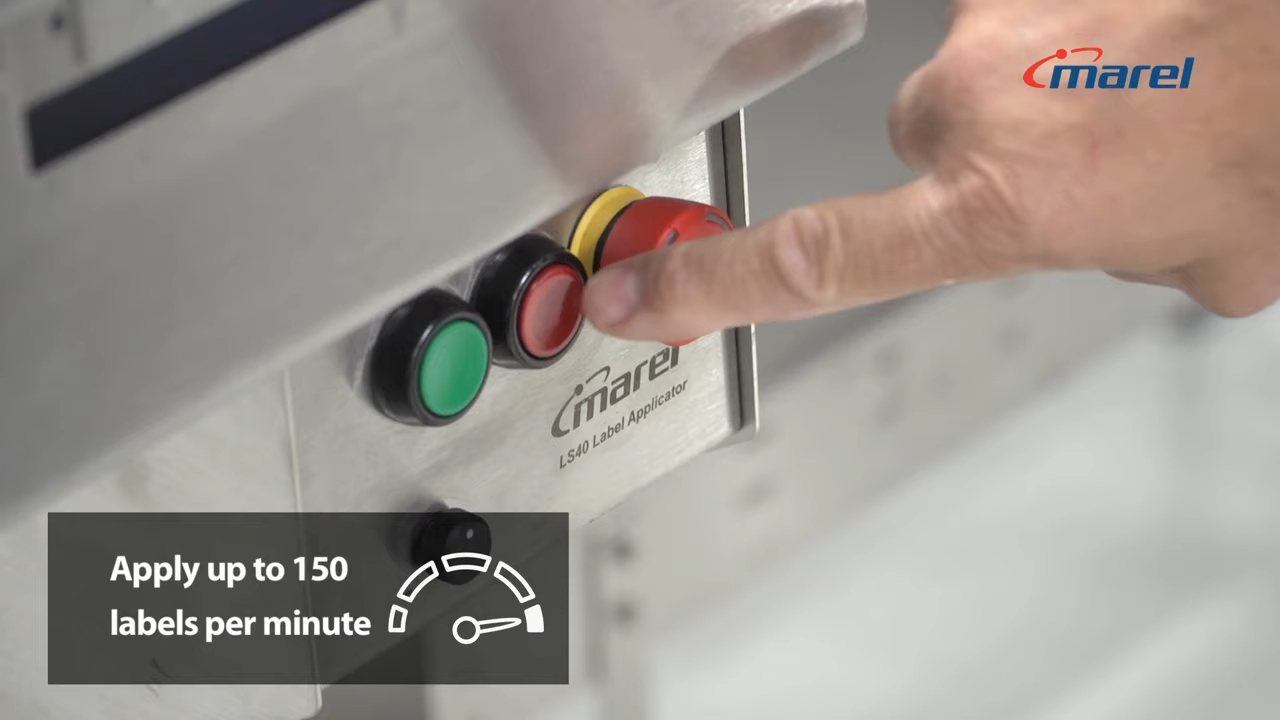 marel
marel
LS40 Label Applicator
Apply up to 150
labels per minute